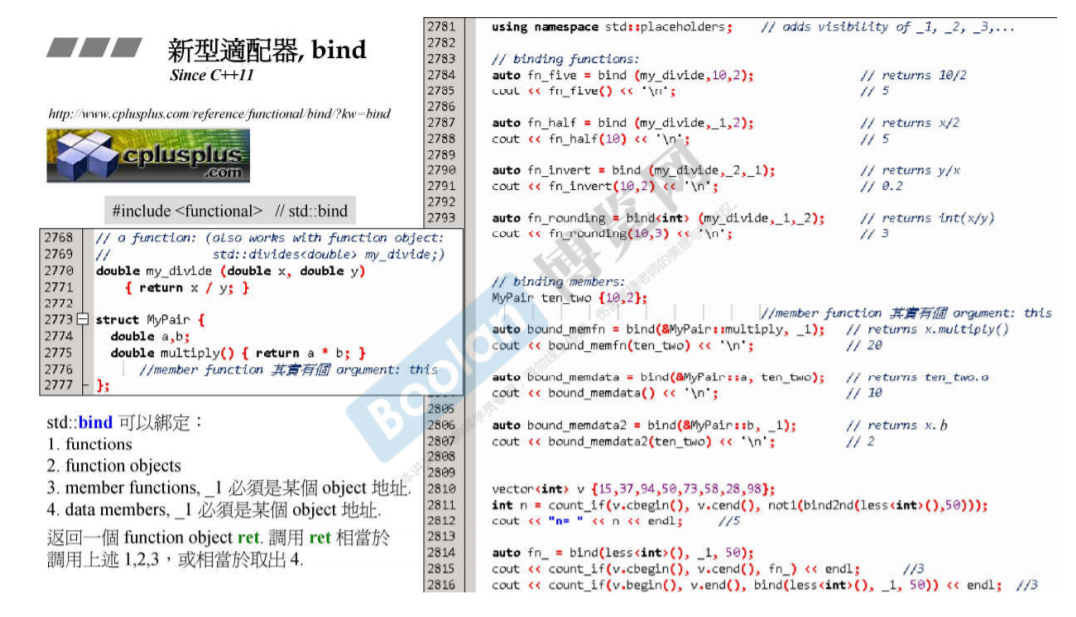 新型適配器, bind
Since C++11
http://www.cplusplus.com/reference/functional/bind/?kw=bind
cplusplus
.com
#include <functional>   // std::bind
2768 // a function: (also works with function object:
2769 //              std::divides<double> my_divide;)
2770 double my_divide (double x, double y)
2771     { return x / y; }
2772
2773 struct MyPair {
2774   double a,b;
2775   double multiply() { return a * b; }
2776      //member function 其實有個 argument: this
2777 };
std::bind 可以綁定：
1. functions
2. function objects
3. member functions, _1 必須是某個 object 地址.
4. data members, _1 必須是某個 object 地址.
返回一個 function object ret. 調用 ret 相當於
調用上述 1,2,3，或相當於取出 4.
2781 using namespace std::placeholders;   // adds visibility of _1, _2, _3,...
2782
2783 // binding functions:
2784 auto fn_five = bind (my_divide,10,2);   // returns 10/2
2785 cout << fn_five() << '\n';   // 5
2786
2787 auto fn_half = bind (my_divide,_1,2);   // returns x/2
2788 cout << fn_half(10) << '\n';   // 5
2789
2790 auto fn_invert = bind (my_divide,_2,_1);   // returns y/x
2791 cout << fn_invert(10,2) << '\n';   // 0.2
2792
2793 auto fn_rounding = bind<int> (my_divide,_1,_2);   // returns int(x/y)
cout << fn_rounding(10,3) << '\n';   // 3
// binding members:
MyPair ten_two {10,2};
//member function 其實有個 argument: this
auto bound_memfn = bind(&MyPair::multiply, _1);   // returns x.multiply()
cout << bound_memfn(ten_two) << '\n';   // 20
auto bound_memdata = bind(&MyPair::a, ten_two);   // returns ten_two.a
cout << bound_memdata() << '\n';   // 10
2805
2806 auto bound_memdata2 = bind(&MyPair::b, _1);   // returns x.b
2807 cout << bound_memdata2(ten_two) << '\n';   // 2
2808
2809
2810 vector<int> v {15,37,94,50,73,58,28,98};
2811 int n = count_if(v.cbegin(), v.cend(), not1(bind2nd(less<int>(),50)));
2812 cout << "n= " << n << endl;   //5
2813
2814 auto fn_ = bind(less<int>(), _1, 50);
2815 cout << count_if(v.cbegin(), v.cend(), fn_) << endl;   //3
2816 cout << count_if(v.begin(), v.end(), bind(less<int>(), _1, 50)) << endl;   //3
Boolan
博览网